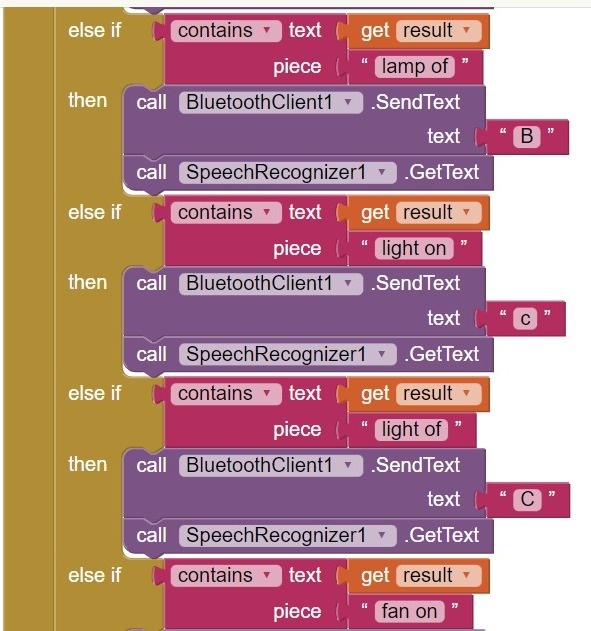 else if contains text get result
piece “ lamp of ”
then call BluetoothClient1 .SendText
text “ B ”
call SpeechRecognizer1 .GetText
else if contains text get result
piece “ light on ”
then call BluetoothClient1 .SendText
text “ c ”
call SpeechRecognizer1 .GetText
else if contains text get result
piece “ light of ”
then call BluetoothClient1 .SendText
text “ C ”
call SpeechRecognizer1 .GetText
else if contains text get result
piece “ fan on ”